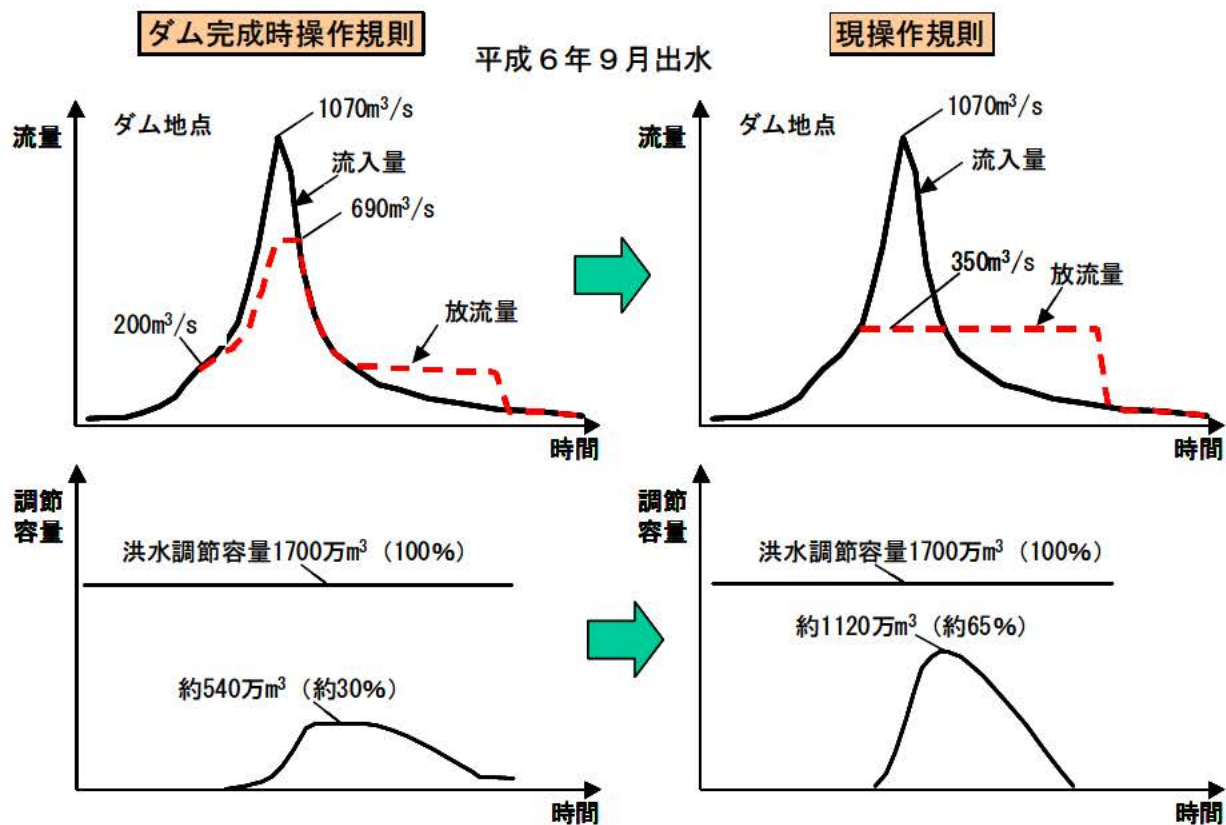 ダム完成時操作規則
平成６年９月出水
現操作規則
流量
ダム地点
1070m³/s
流入量
690m³/s
200m³/s
放流量
時間
流量
ダム地点
1070m³/s
流入量
350m³/s
放流量
時間
調節
容量
洪水調節容量1700万m³（100%）
約540万m³（約30%）
時間
調節
容量
洪水調節容量1700万m³（100%）
約1120万m³（約65%）
時間